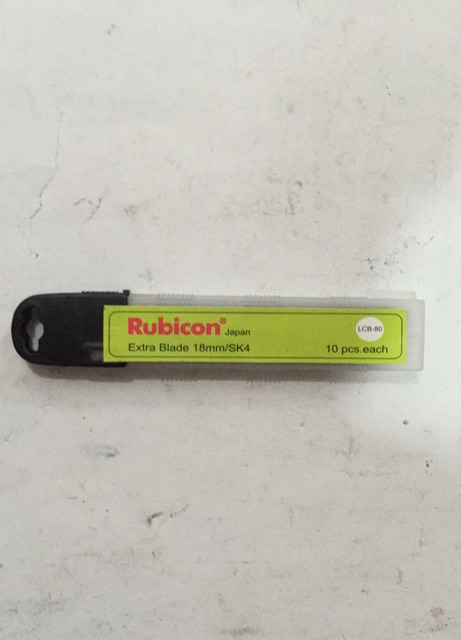 Rubicon® Japan
LCB-80
Extra Blade 18mm/SK4
10 pcs.each